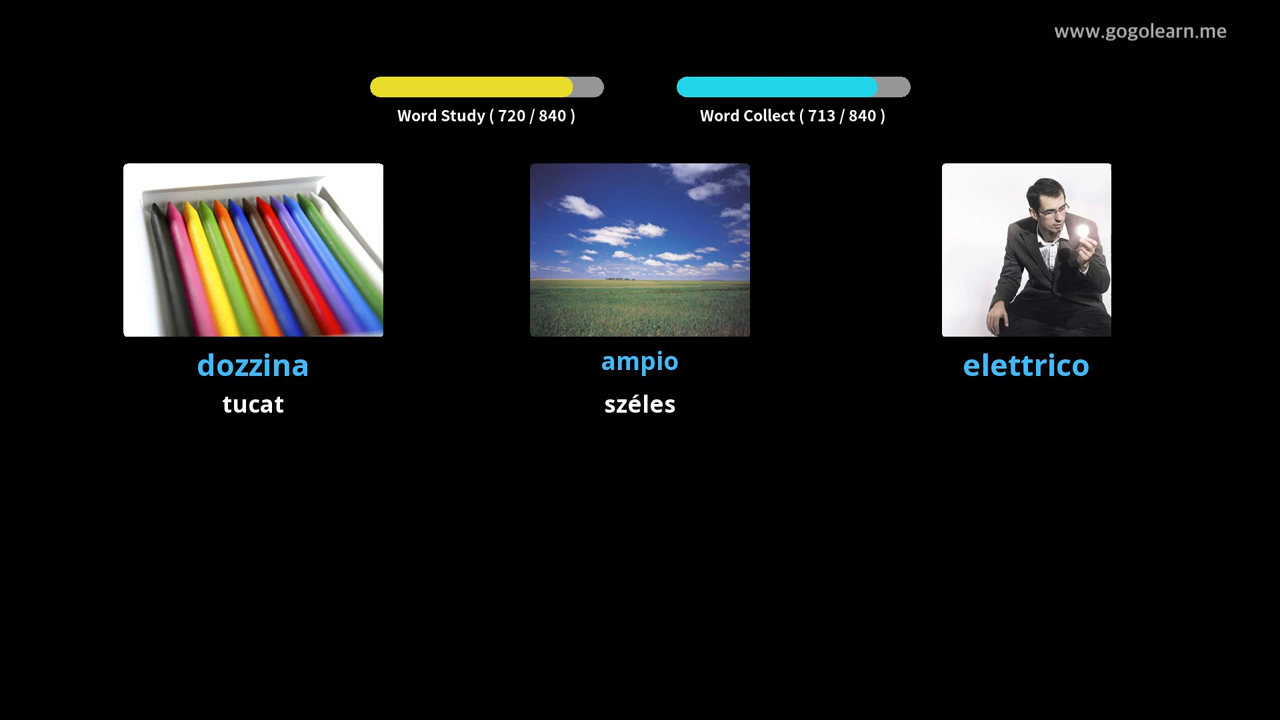 www.gogolearn.me
Word Study ( 720 / 840 )
Word Collect ( 713 / 840 )
dozzina
tucat
ampio
széles
elettrico